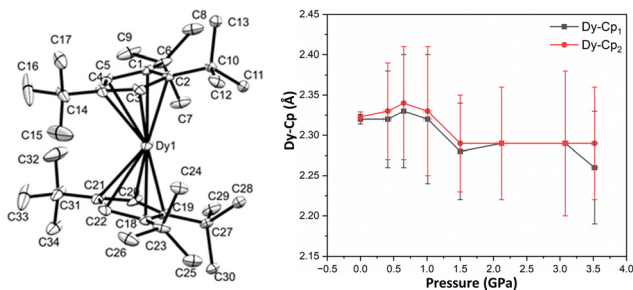 C8
C13
C17
C9
C6
C5
C1
C10
C16
C4
C2
C11
C3
C12
C14
C7
C15
Dy1
C32
C24
C21
C20
C29
C28
C31
C19
C33
C22
C18
C27
C34
C23
C26
C25
C30
2.45
2.40
2.35
2.30
2.25
2.20
2.15
Dy-Cp (Å)
Dy-Cp1
Dy-Cp2
−0.5 0.0 0.5 1.0 1.5 2.0 2.5 3.0 3.5 4.0
Pressure (GPa)